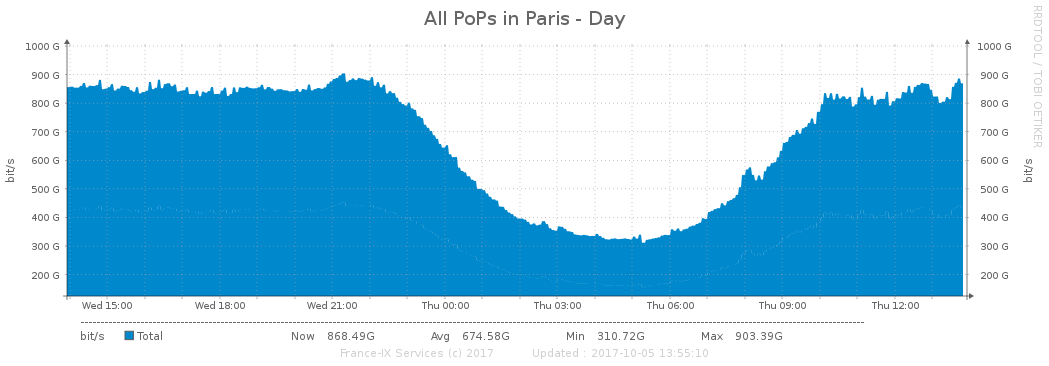 All PoPs in Paris - Day
RRDTOOL / TOBI OETIKER
1000 G 1000 G
900 G 900 G
800 G 800 G
700 G 700 G
600 G 600 G
500 G 500 G
400 G 400 G
300 G 300 G
200 G 200 G
bit/s bit/s
Wed 15:00 Wed 18:00 Wed 21:00 Thu 00:00 Thu 03:00 Thu 06:00 Thu 09:00 Thu 12:00
bit/s Total Now 868.49G Avg 674.58G Min 310.72G Max 903.39G
France-IX Services (c) 2017 Updated : 2017-10-05 13:55:10